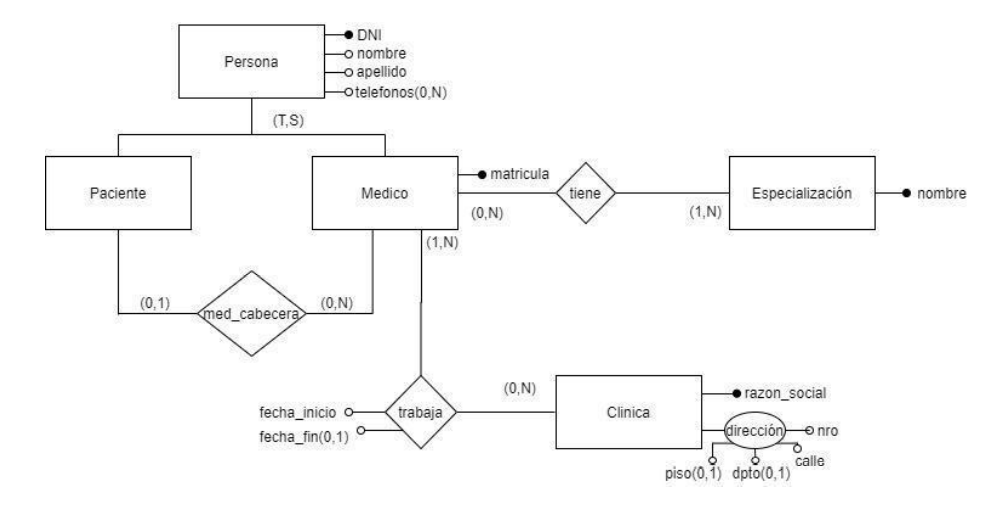 DNI
nombre
Persona
apellido
telefonos(0,N)
(T,S)
matricula
Paciente
Medico
tiene
Especialización
nombre
(0,N)
(1,N)
(1,N)
(0,1)
med_cabecera
(0,N)
(0,N)
razon_social
fecha_inicio
trabaja
Clinica
fecha_fin(0,1)
dirección
nro
calle
piso(0,1)
dpto(0,1)